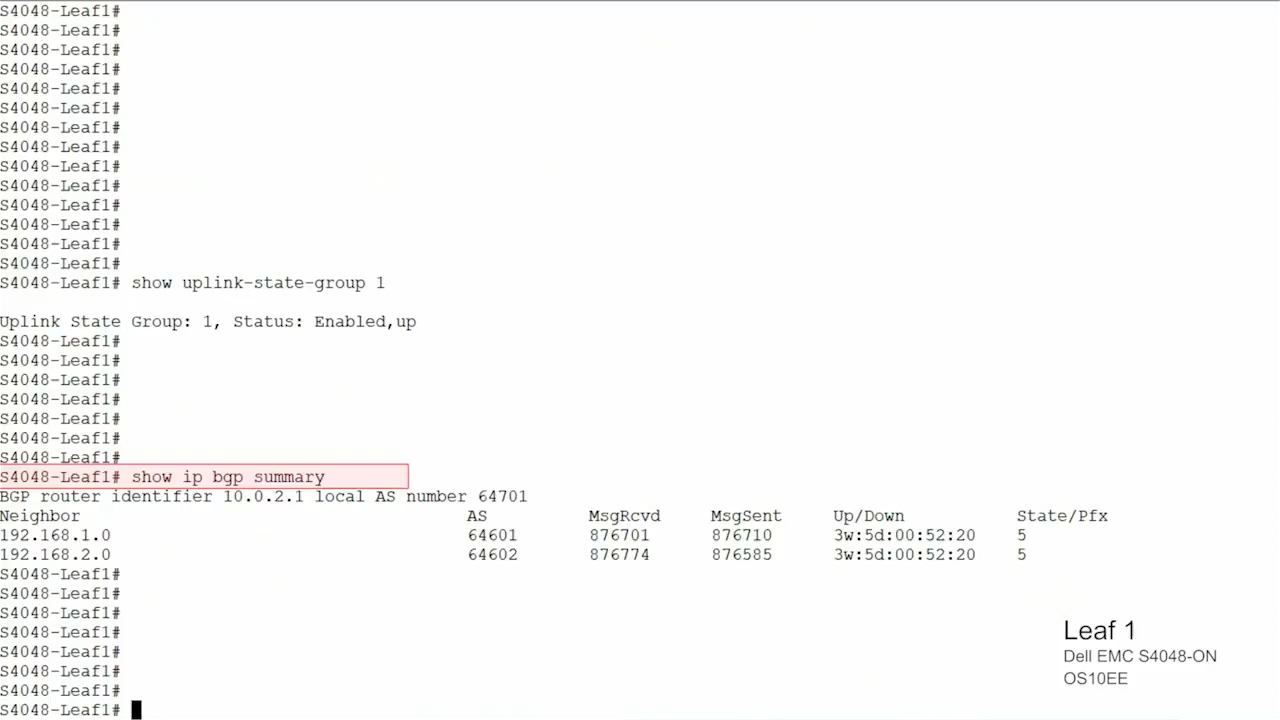 S4048-Leaf1#
S4048-Leaf1#
S4048-Leaf1#
S4048-Leaf1#
S4048-Leaf1#
S4048-Leaf1#
S4048-Leaf1#
S4048-Leaf1#
S4048-Leaf1#
S4048-Leaf1#
S4048-Leaf1#
S4048-Leaf1#
S4048-Leaf1#
S4048-Leaf1#
S4048-Leaf1# show uplink-state-group 1
Uplink State Group: 1, Status: Enabled,up
S4048-Leaf1#
S4048-Leaf1#
S4048-Leaf1#
S4048-Leaf1#
S4048-Leaf1#
S4048-Leaf1#
S4048-Leaf1#
S4048-Leaf1# show ip bgp summary
BGP router identifier 10.0.2.1 local AS number 64701
Neighbor AS MsgRcvd MsgSent Up/Down State/Pfx
192.168.1.0 64601 876701 876710 3w:5d:00:52:20 5
192.168.2.0 64602 876774 876585 3w:5d:00:52:20 5
S4048-Leaf1#
S4048-Leaf1#
S4048-Leaf1#
S4048-Leaf1#
S4048-Leaf1#
S4048-Leaf1#
S4048-Leaf1#
S4048-Leaf1#
Leaf 1
Dell EMC S4048-ON
OS10EE